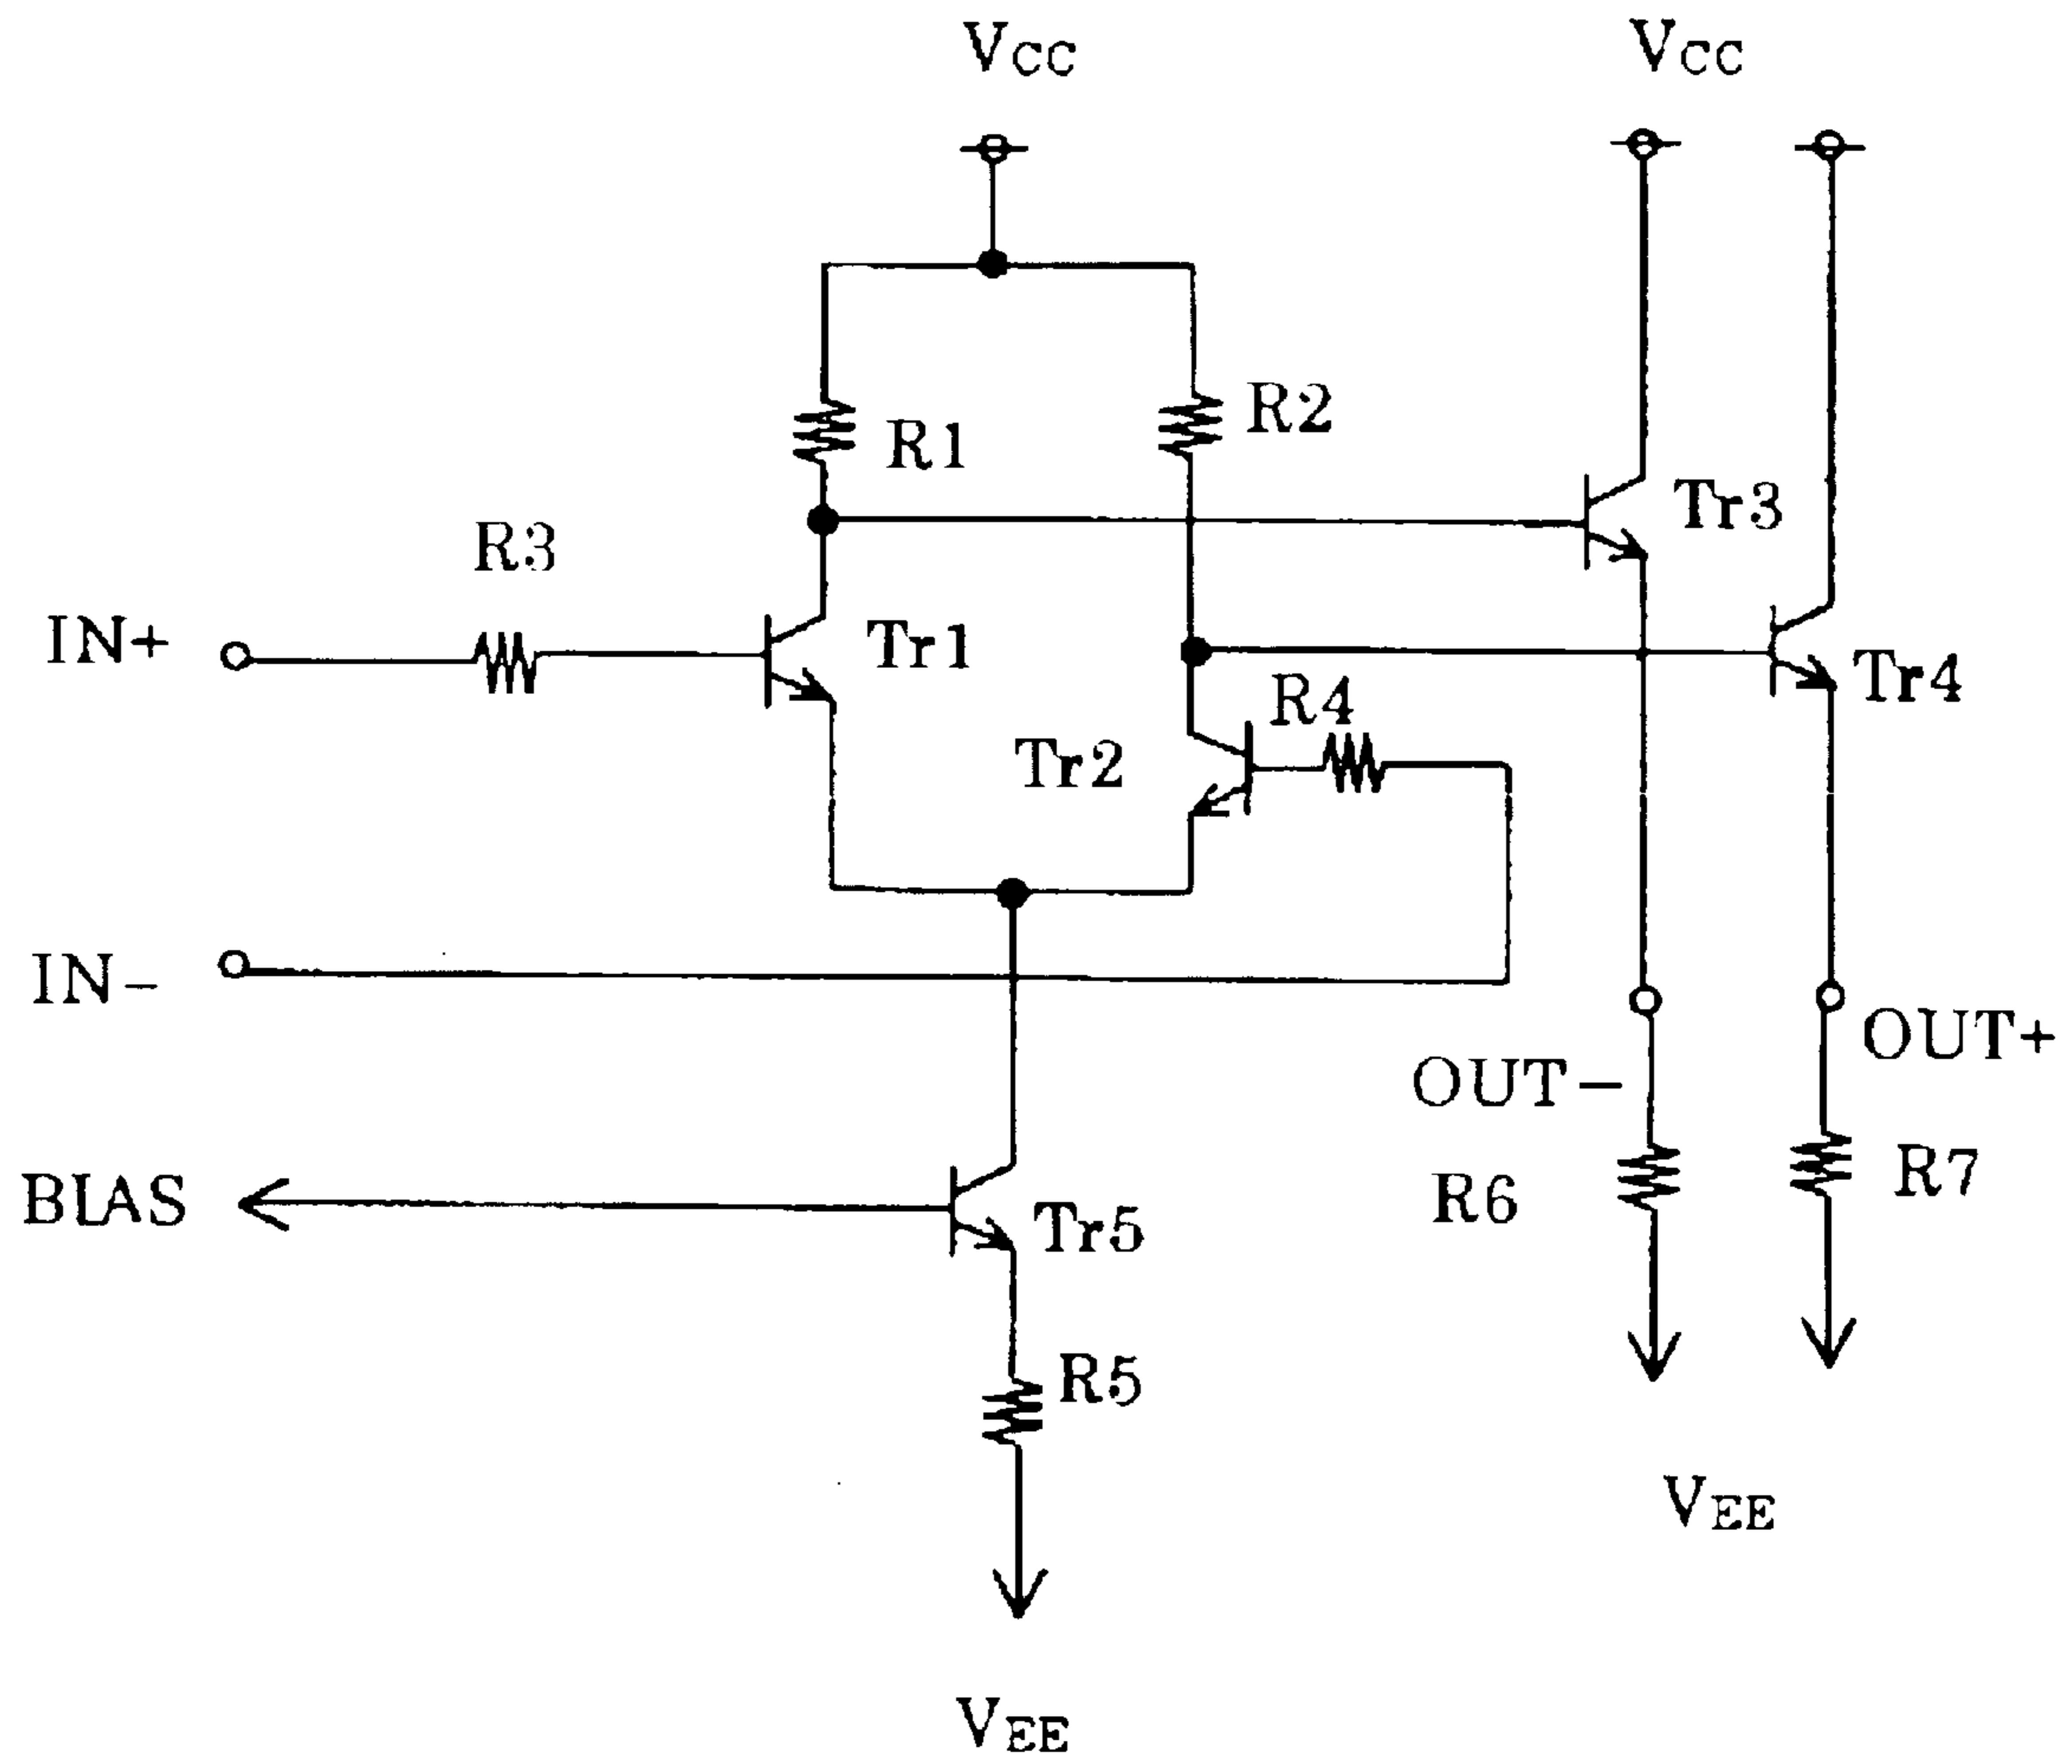 VCC
VCC
R2
R1
Tr3
R3
IN+
Tr1
Tr4
R4
Tr2
IN−
OUT+
OUT−
R7
R6
BIAS
Tr5
R5
VEE
VEE